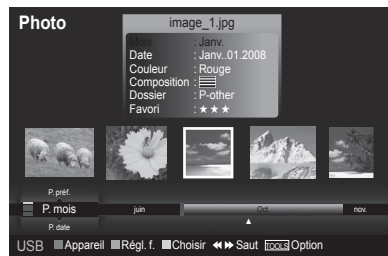 Photo
image_1.jpg
Mois : Janv.
Date : Janv..01.2008
Couleur : Rouge
Composition :
Dossier : P-other
Favori : ★ ★ ★
P. préf.
P. mois juin Oct. nov.
P. date
USB Appareil Régl. f. Choisir Saut TOOLS Option